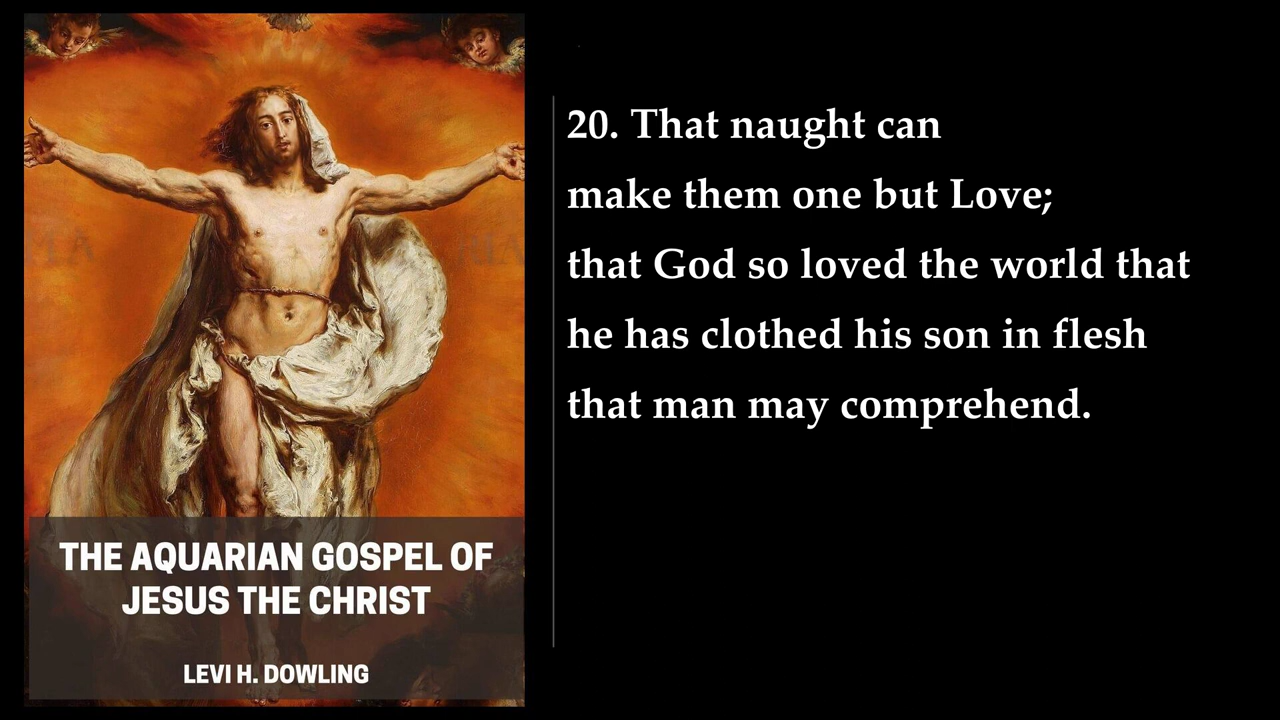 THE AQUARIAN GOSPEL OF
JESUS THE CHRIST
LEVI H. DOWLING
20. That naught can
make them one but Love;
that God so loved the world that
he has clothed his son in flesh
that man may comprehend.